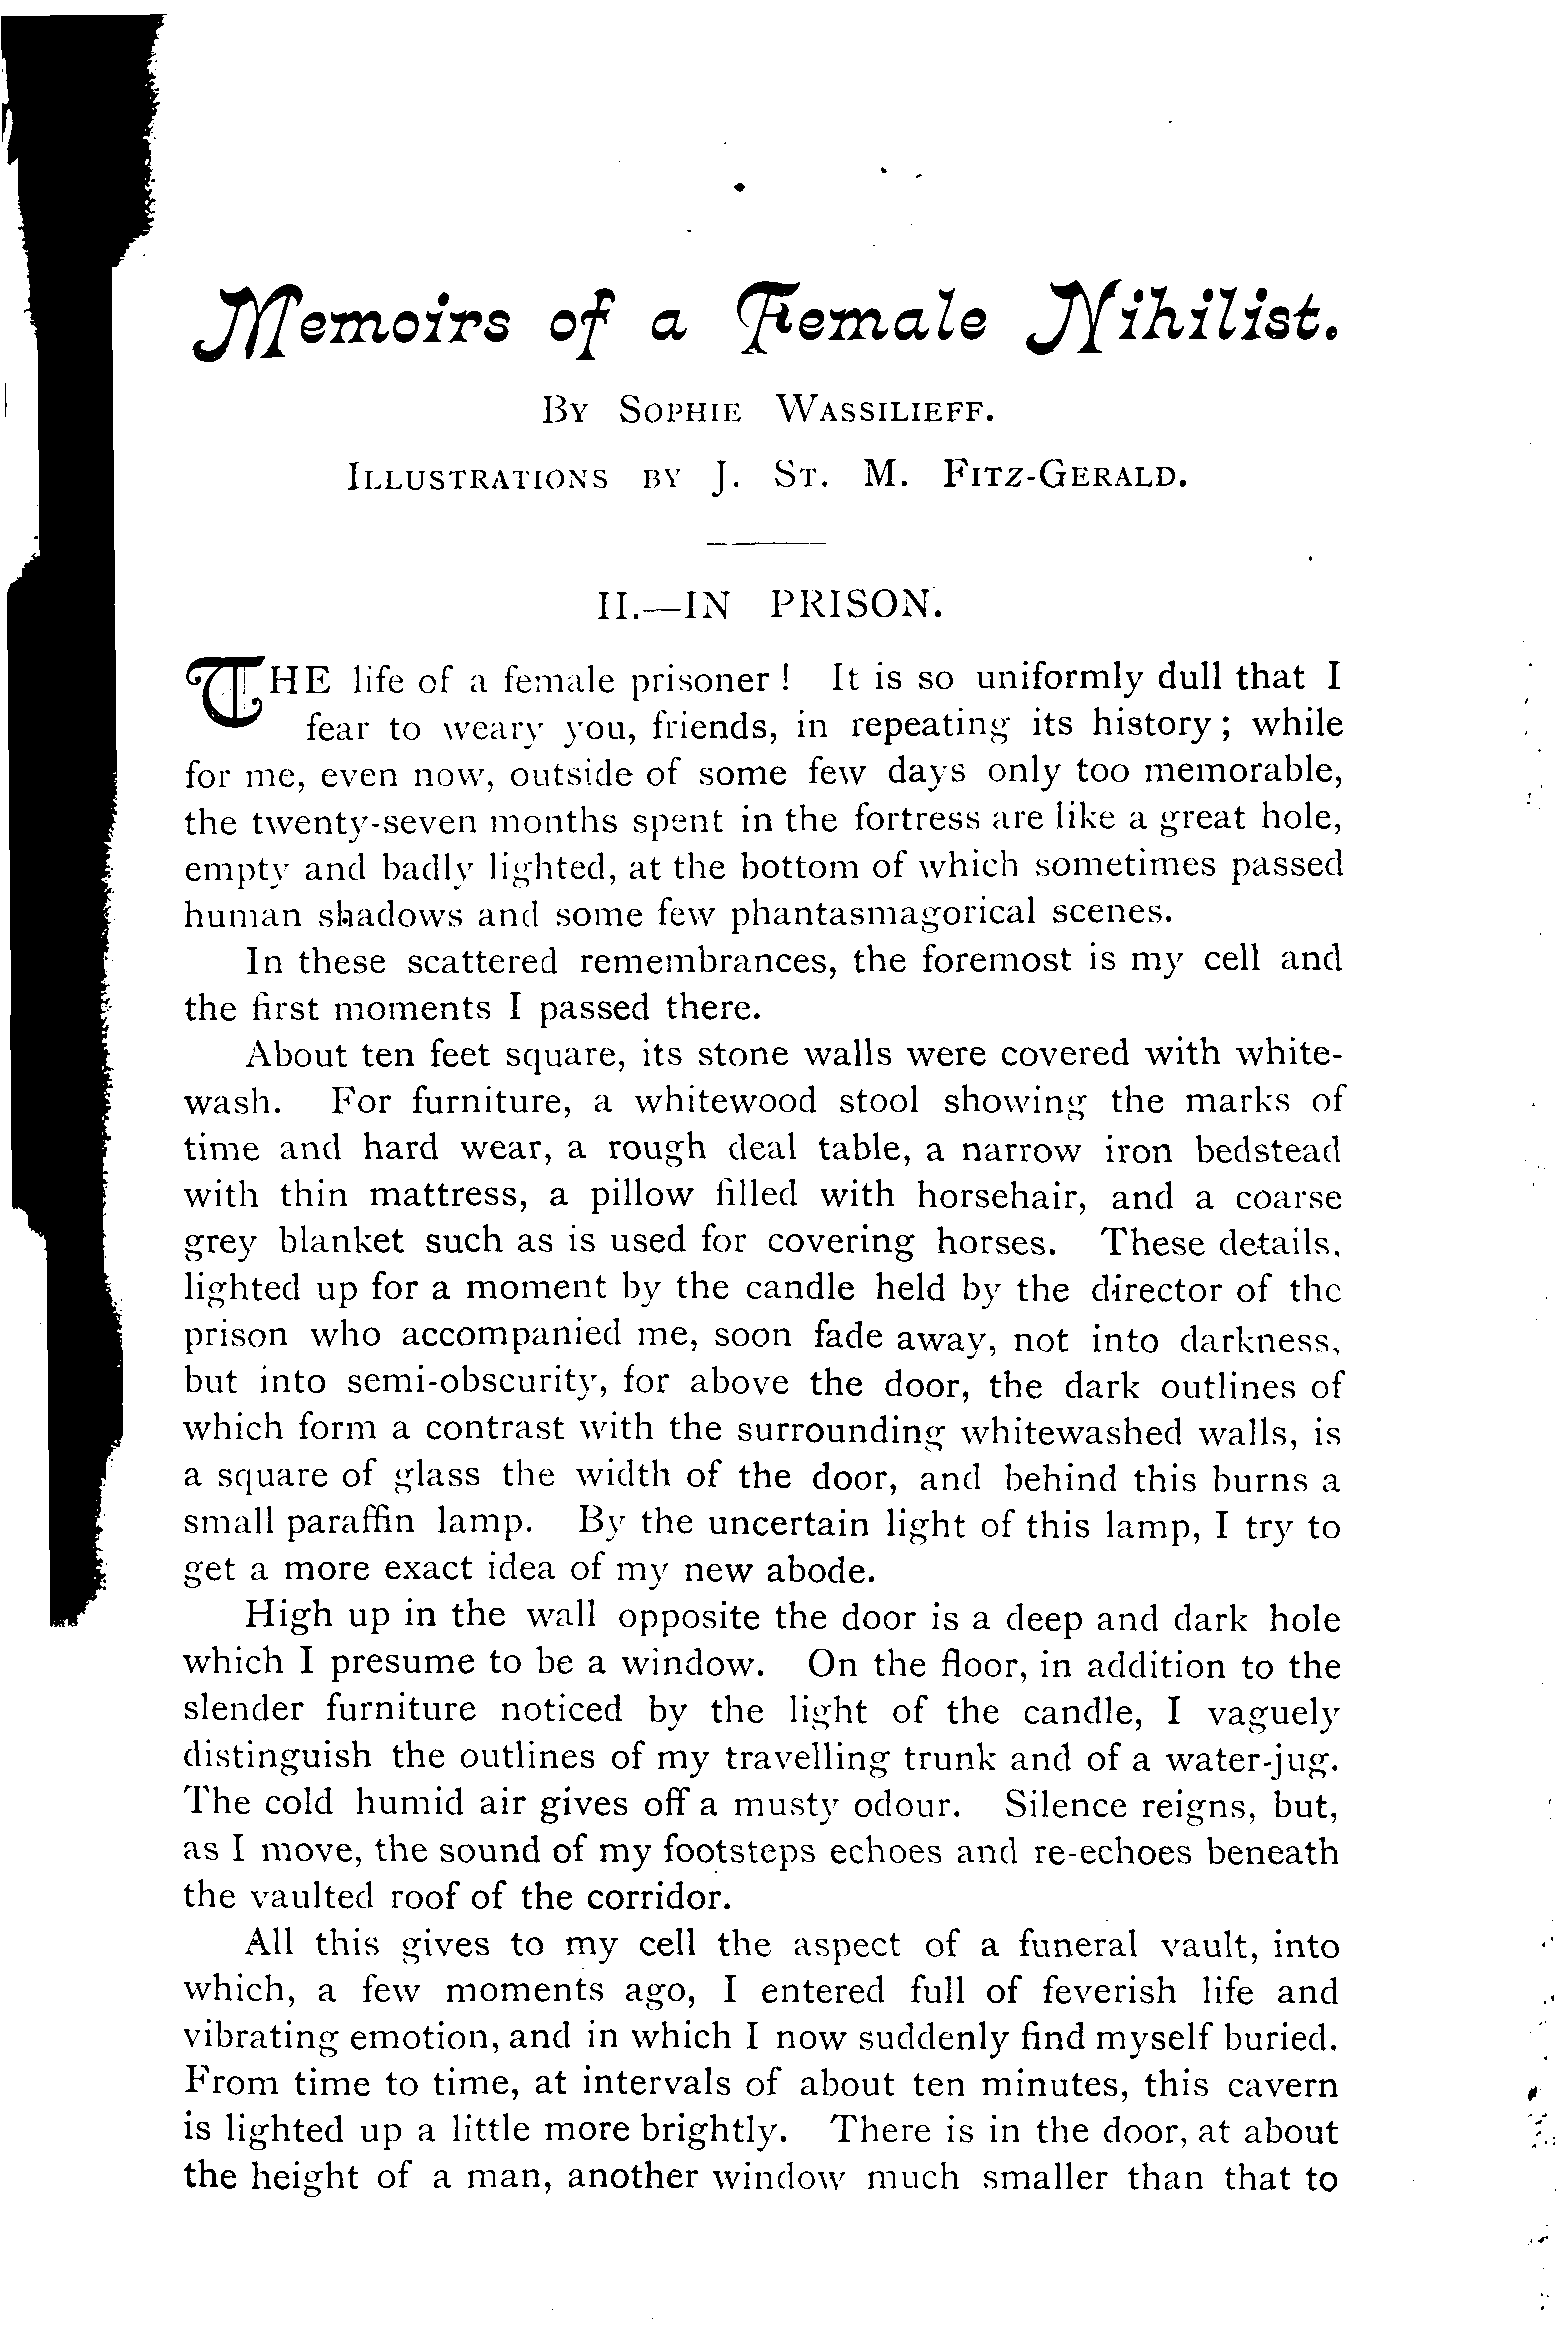 Memoirs of a Female Nihilist.
By Sophie Wassilieff.
Illustrations by J. St. M. Fitz-Gerald.
II.—IN PRISON.
THE life of a female prisoner! It is so uniformly dull that I
fear to weary you, friends, in repeating its history; while
for me, even now, outside of some few days only too memorable,
the twenty-seven months spent in the fortress are like a great hole,
empty and badly lighted, at the bottom of which sometimes passed
human shadows and some few phantasmagorical scenes.
In these scattered remembrances, the foremost is my cell and
the first moments I passed there.
About ten feet square, its stone walls were covered with white-
wash. For furniture, a whitewood stool showing the marks of
time and hard wear, a rough deal table, a narrow iron bedstead
with thin mattress, a pillow filled with horsehair, and a coarse
grey blanket such as is used for covering horses. These details,
lighted up for a moment by the candle held by the director of the
prison who accompanied me, soon fade away, not into darkness,
but into semi-obscurity, for above the door, the dark outlines of
which form a contrast with the surrounding whitewashed walls, is
a square of glass the width of the door, and behind this burns a
small paraffin lamp. By the uncertain light of this lamp, I try to
get a more exact idea of my new abode.
High up in the wall opposite the door is a deep and dark hole
which I presume to be a window. On the floor, in addition to the
slender furniture noticed by the light of the candle, I vaguely
distinguish the outlines of my travelling trunk and of a water-jug.
The cold humid air gives off a musty odour. Silence reigns, but,
as I move, the sound of my footsteps echoes and re-echoes beneath
the vaulted roof of the corridor.
All this gives to my cell the aspect of a funeral vault, into
which, a few moments ago, I entered full of feverish life and
vibrating emotion, and in which I now suddenly find myself buried.
From time to time, at intervals of about ten minutes, this cavern
is lighted up a little more brightly. There is in the door, at about
the height of a man, another window much smaller than that to